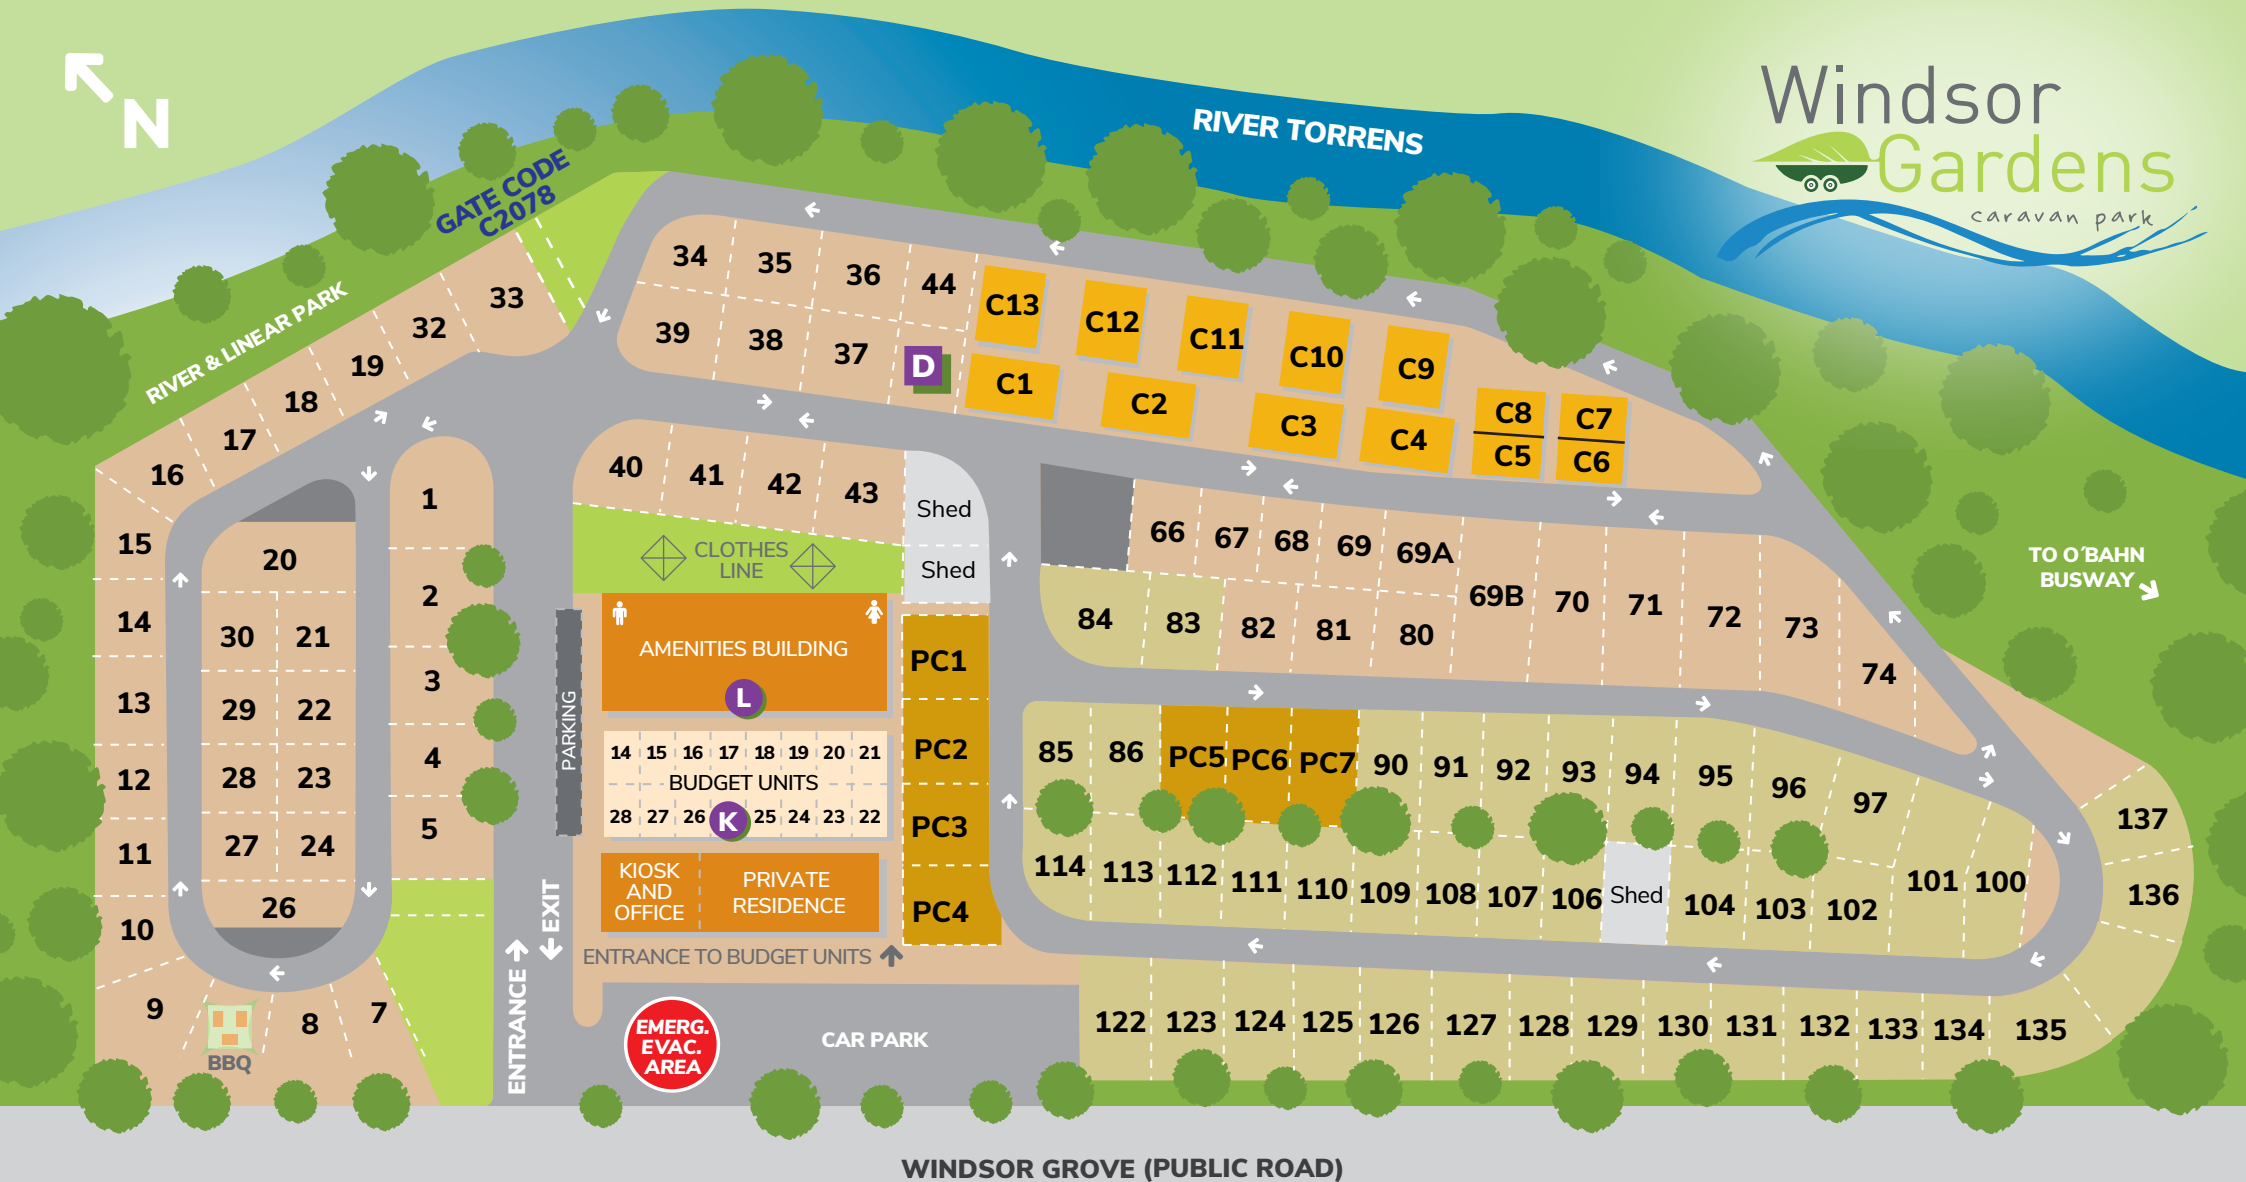 N
Windsor
Gardens
caravan park
RIVER TORRENS
GATE CODE
C2078
RIVER & LINEAR PARK
TO O´BAHN
BUSWAY
34
35
36
44
39
38
37
D
C13
C12
C11
C10
C9
C1
C2
C3
C4
C8
C7
C5
C6
33
32
19
18
17
16
15
14
13
12
11
10
9
8
7
BBQ
20
30
21
29
22
28
23
27
24
26
1
2
3
4
5
40
41
42
43
Shed
Shed
CLOTHES
LINE
AMENITIES BUILDING
L
PARKING
14 15 16 17 18 19 20 21
BUDGET UNITS
28 27 26 K 25 24 23 22
KIOSK
AND
OFFICE
PRIVATE
RESIDENCE
ENTRANCE TO BUDGET UNITS
PC1
PC2
PC3
PC4
EXIT
ENTRANCE
EMERG.
EVAC.
AREA
CAR PARK
66
67
68
69
69A
69B
70
71
72
73
74
84
83
82
81
80
85
86
PC5
PC6
PC7
90
91
92
93
94
95
96
97
114
113
112
111
110
109
108
107
106
Shed
104
103
102
101
100
137
136
122
123
124
125
126
127
128
129
130
131
132
133
134
135
WINDSOR GROVE (PUBLIC ROAD)